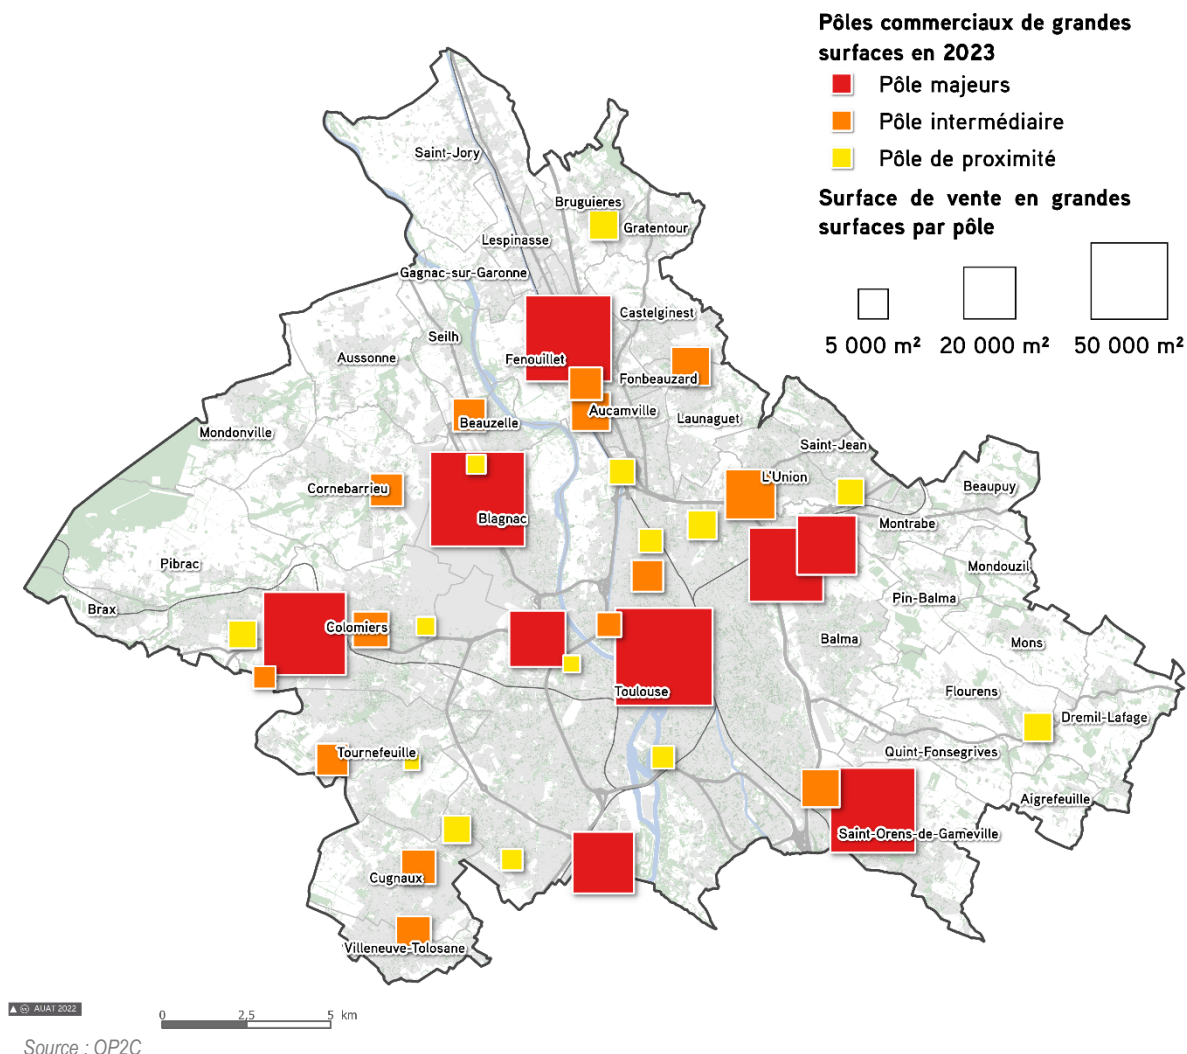 Pôles commerciaux de grandes
surfaces en 2023
Pôle majeurs
Pôle intermédiaire
Pôle de proximité
Surface de vente en grandes
surfaces par pôle
5 000 m² 20 000 m² 50 000 m²
Saint-Jory
Bruguieres
Gratentour
Lespinasse
Gagnac-sur-Garonne
Castelginest
Seilh
Aussonne
Fenouillet
Fonbeauzard
Aucamville
Launaguet
Beauzelle
Mondonville
Saint-Jean
L'Union
Cornebarrieu
Beaupuy
Blagnac
Montrabe
Pibrac
Mondouzil
Pin-Balma
Brax
Colomiers
Balma
Mons
Toulouse
Flourens
Dremil-Lafage
Tournefeuille
Quint-Fonsegrives
Aigrefeuille
Saint-Orens-de-Gameville
Cugnaux
Villeneuve-Tolosane
AUAT 2022
0 2,5 5 km
Source : OP2C